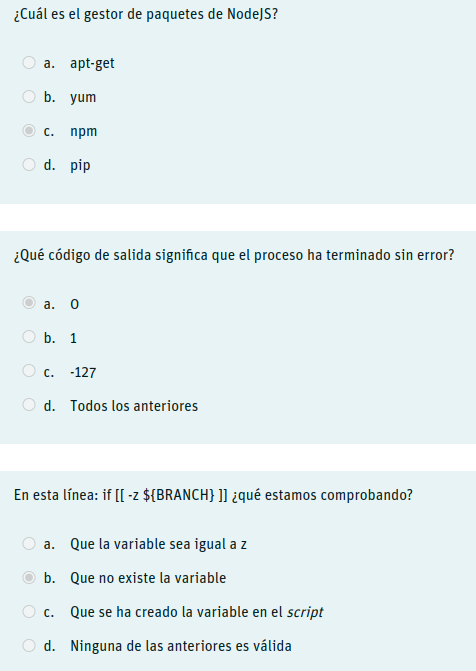 ¿Cuál es el gestor de paquetes de NodeJS?
a. apt-get
b. yum
c. npm
d. pip
¿Qué código de salida significa que el proceso ha terminado sin error?
a. 0
b. 1
c. -127
d. Todos los anteriores
En esta línea: if [[ -z ${BRANCH} ]] ¿qué estamos comprobando?
a. Que la variable sea igual a z
b. Que no existe la variable
c. Que se ha creado la variable en el script
d. Ninguna de las anteriores es válida